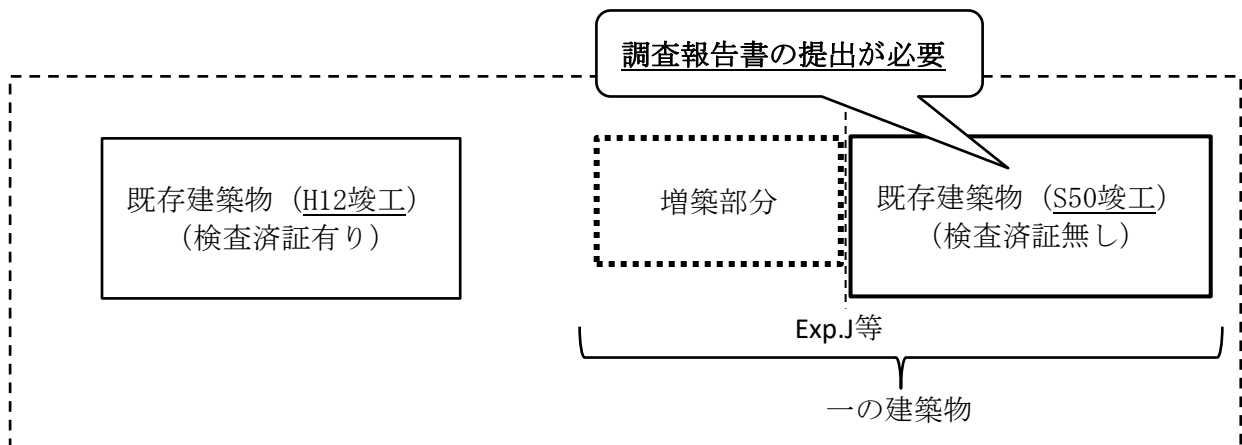 調査報告書の提出が必要
既存建築物（H12竣工）
（検査済証有り）
増築部分
既存建築物（S50竣工）
（検査済証無し）
Exp.J等
一の建築物